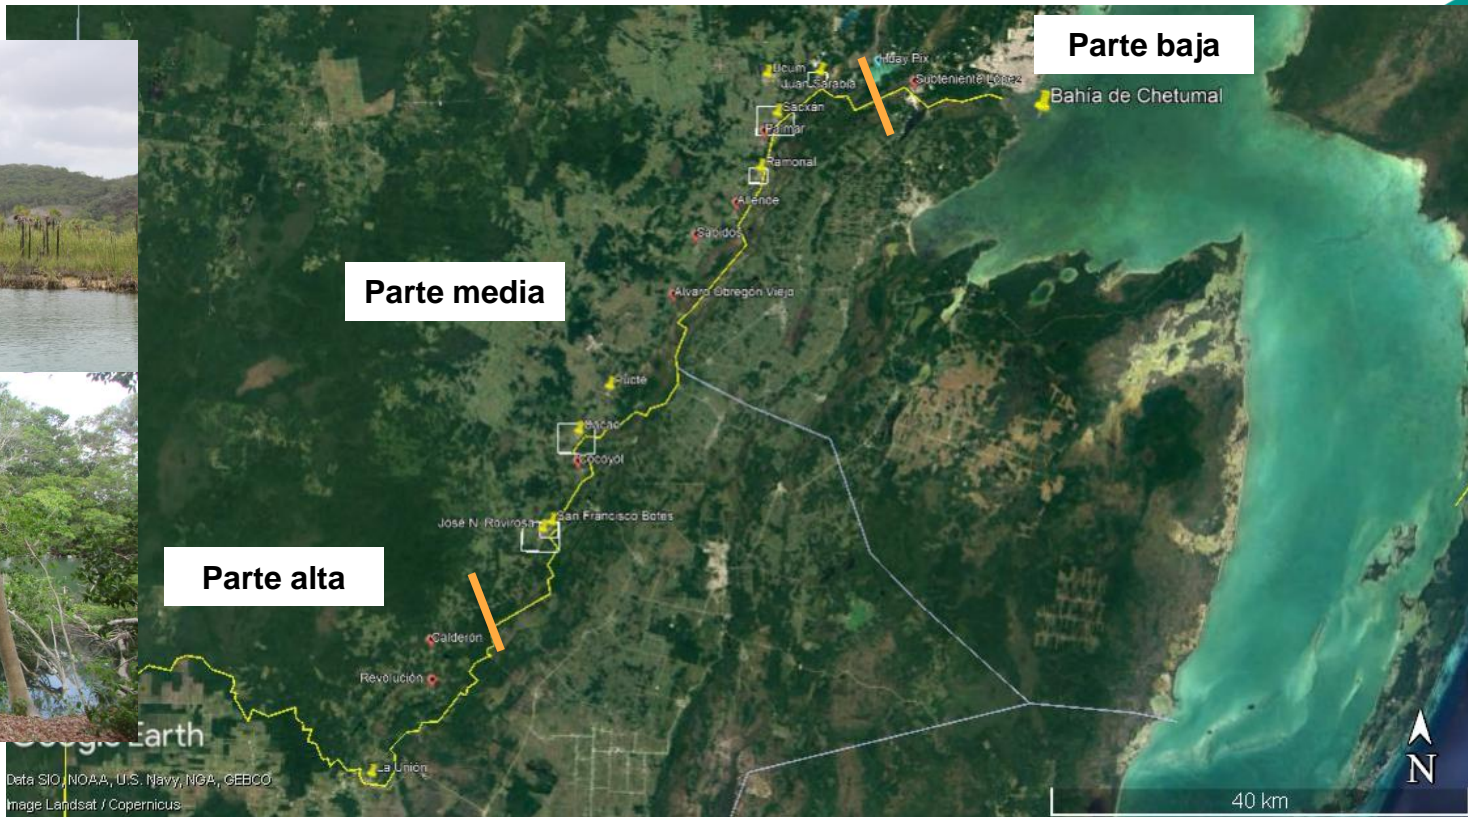 Parte baja
Huay Pix
Ucum
Juan Sarabia
Subteniente López
Bahía de Chetumal
Sacxán
Palmar
Ramonal
Allende
Sabidos
Parte media
Álvaro Obregón Viejo
Pucté
Cacao
Cocoyol
José N. Rovirosa
San Francisco Botes
Parte alta
Calderón
Revolución
Google Earth
La Unión
Data SIO, NOAA, U.S. Navy, NGA, GEBCO
Image Landsat / Copernicus
40 km
N